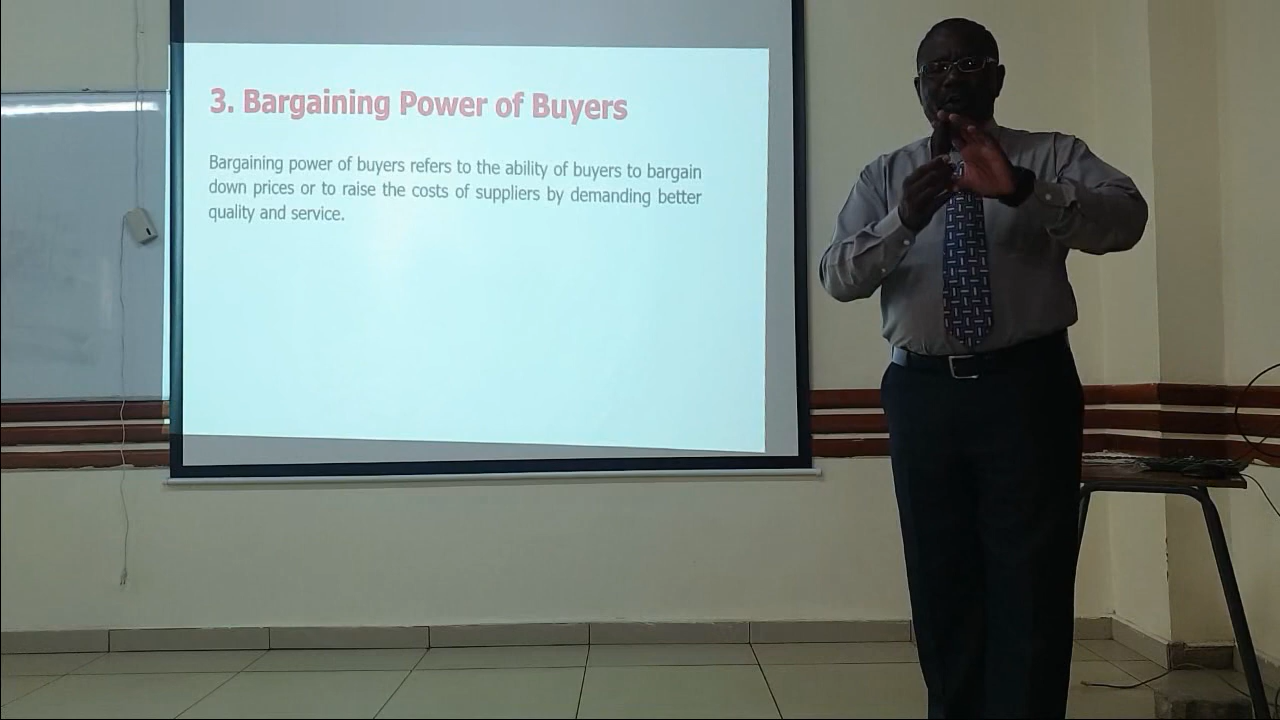 3. Bargaining Power of Buyers
Bargaining power of buyers refers to the ability of buyers to bargain
down prices or to raise the costs of suppliers by demanding better
quality and service.